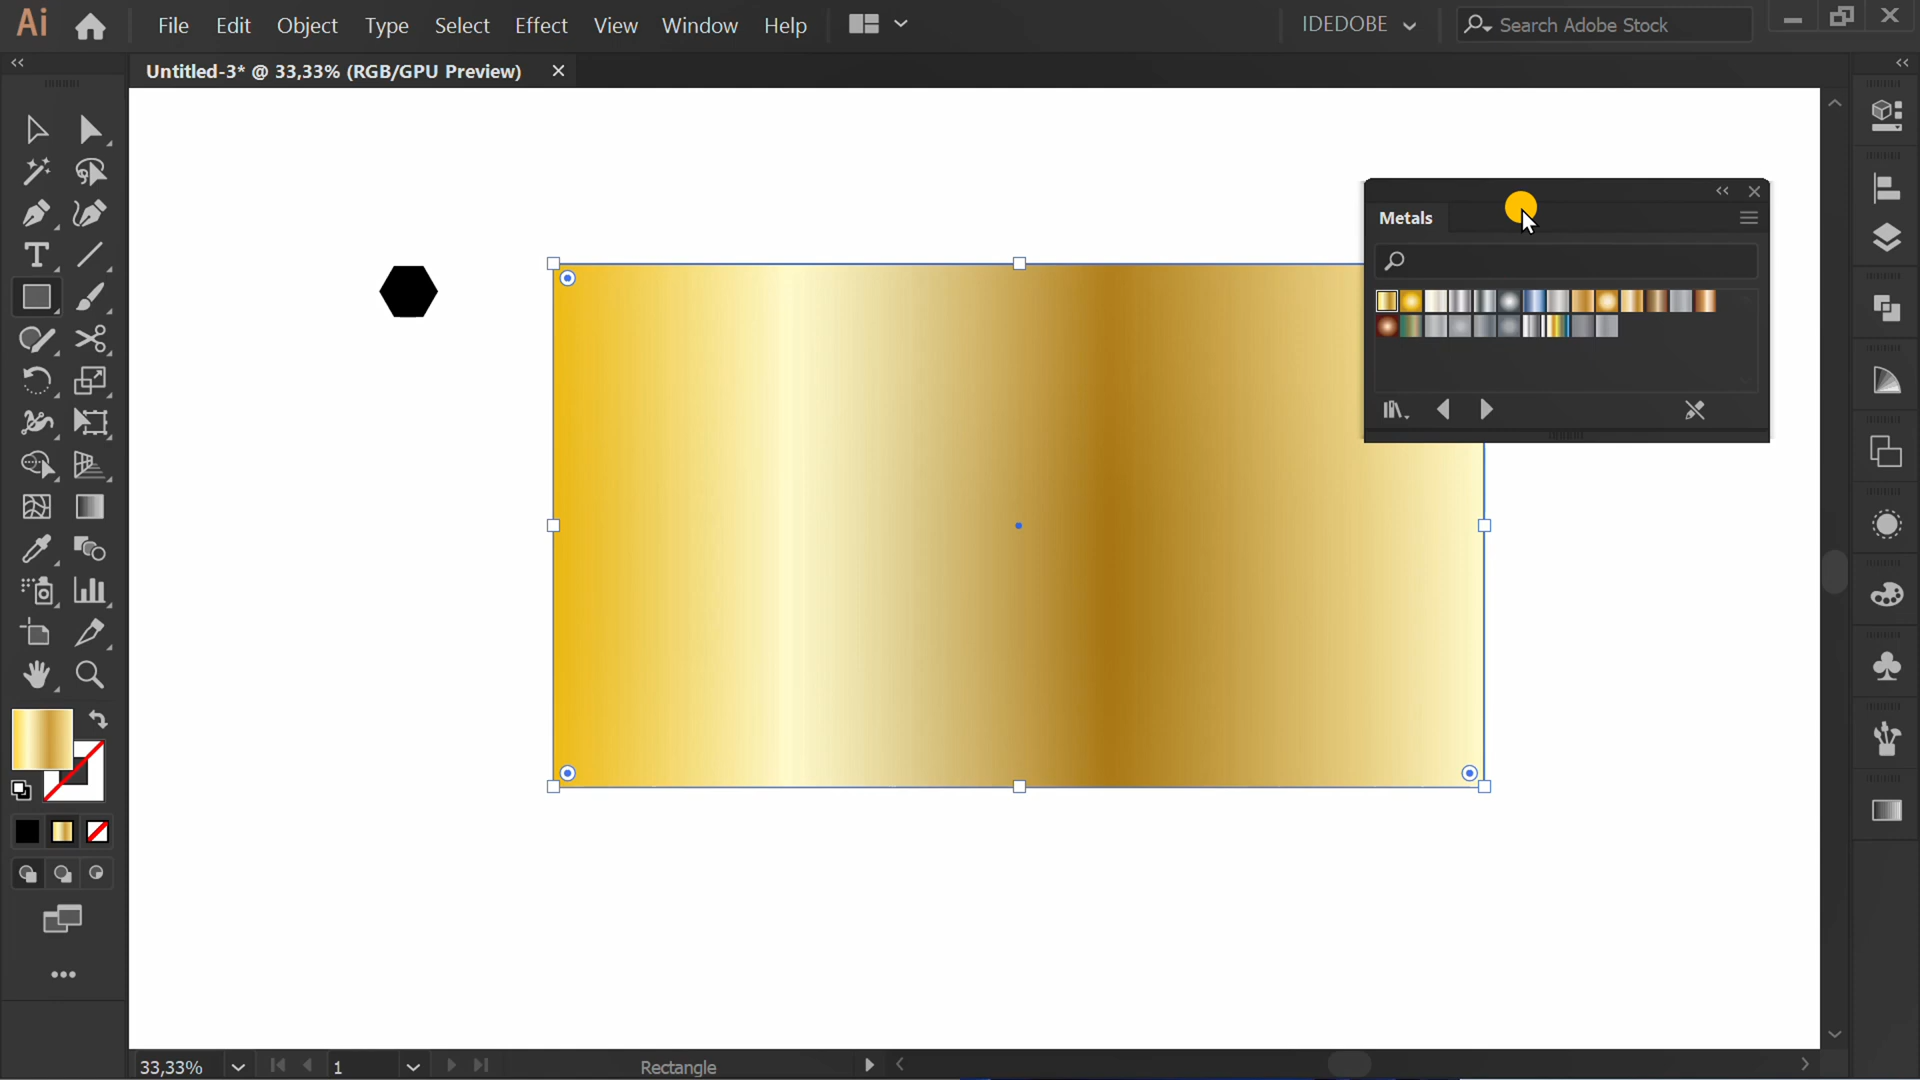 Ai File Edit Object Type Select Effect View Window Help IDEDOBE Search Adobe Stock
Untitled-3* @ 33,33% (RGB/GPU Preview)
Metals
33,33% 1 Rectangle